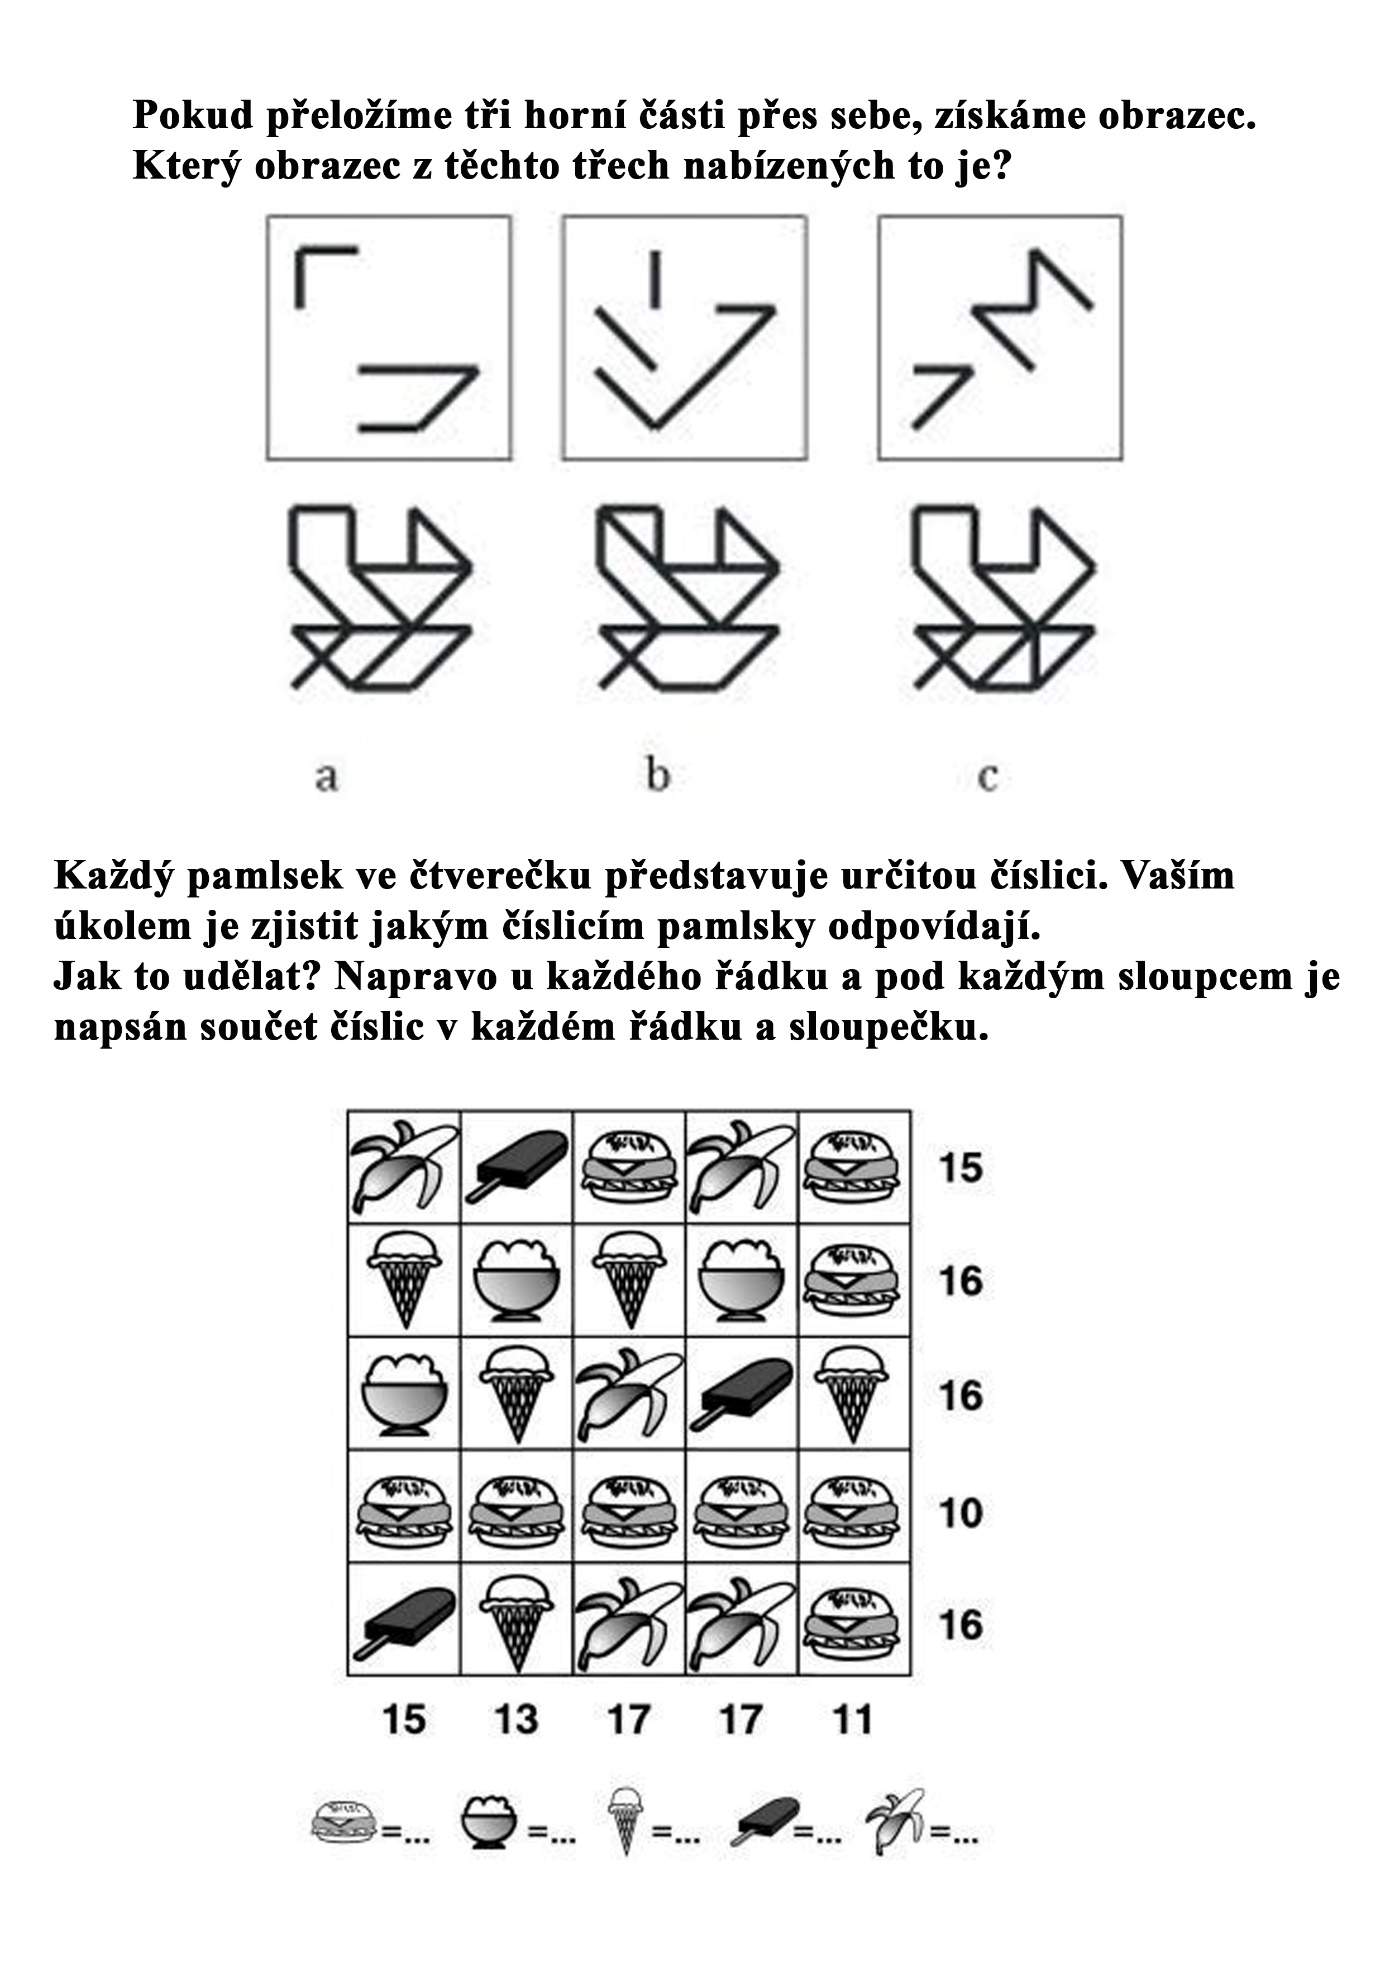 Pokud přeložíme tři horní části přes sebe, získáme obrazec.
Který obrazec z těchto třech nabízených to je?
a b c
Každý pamlsek ve čtverečku představuje určitou číslici. Vaším
úkolem je zjistit jakým číslicím pamlsky odpovídají.
Jak to udělat? Napravo u každého řádku a pod každým sloupcem je
napsán součet číslic v každém řádku a sloupečku.
15
16
16
10
16
15 13 17 17 11
=... =... =... =... =...